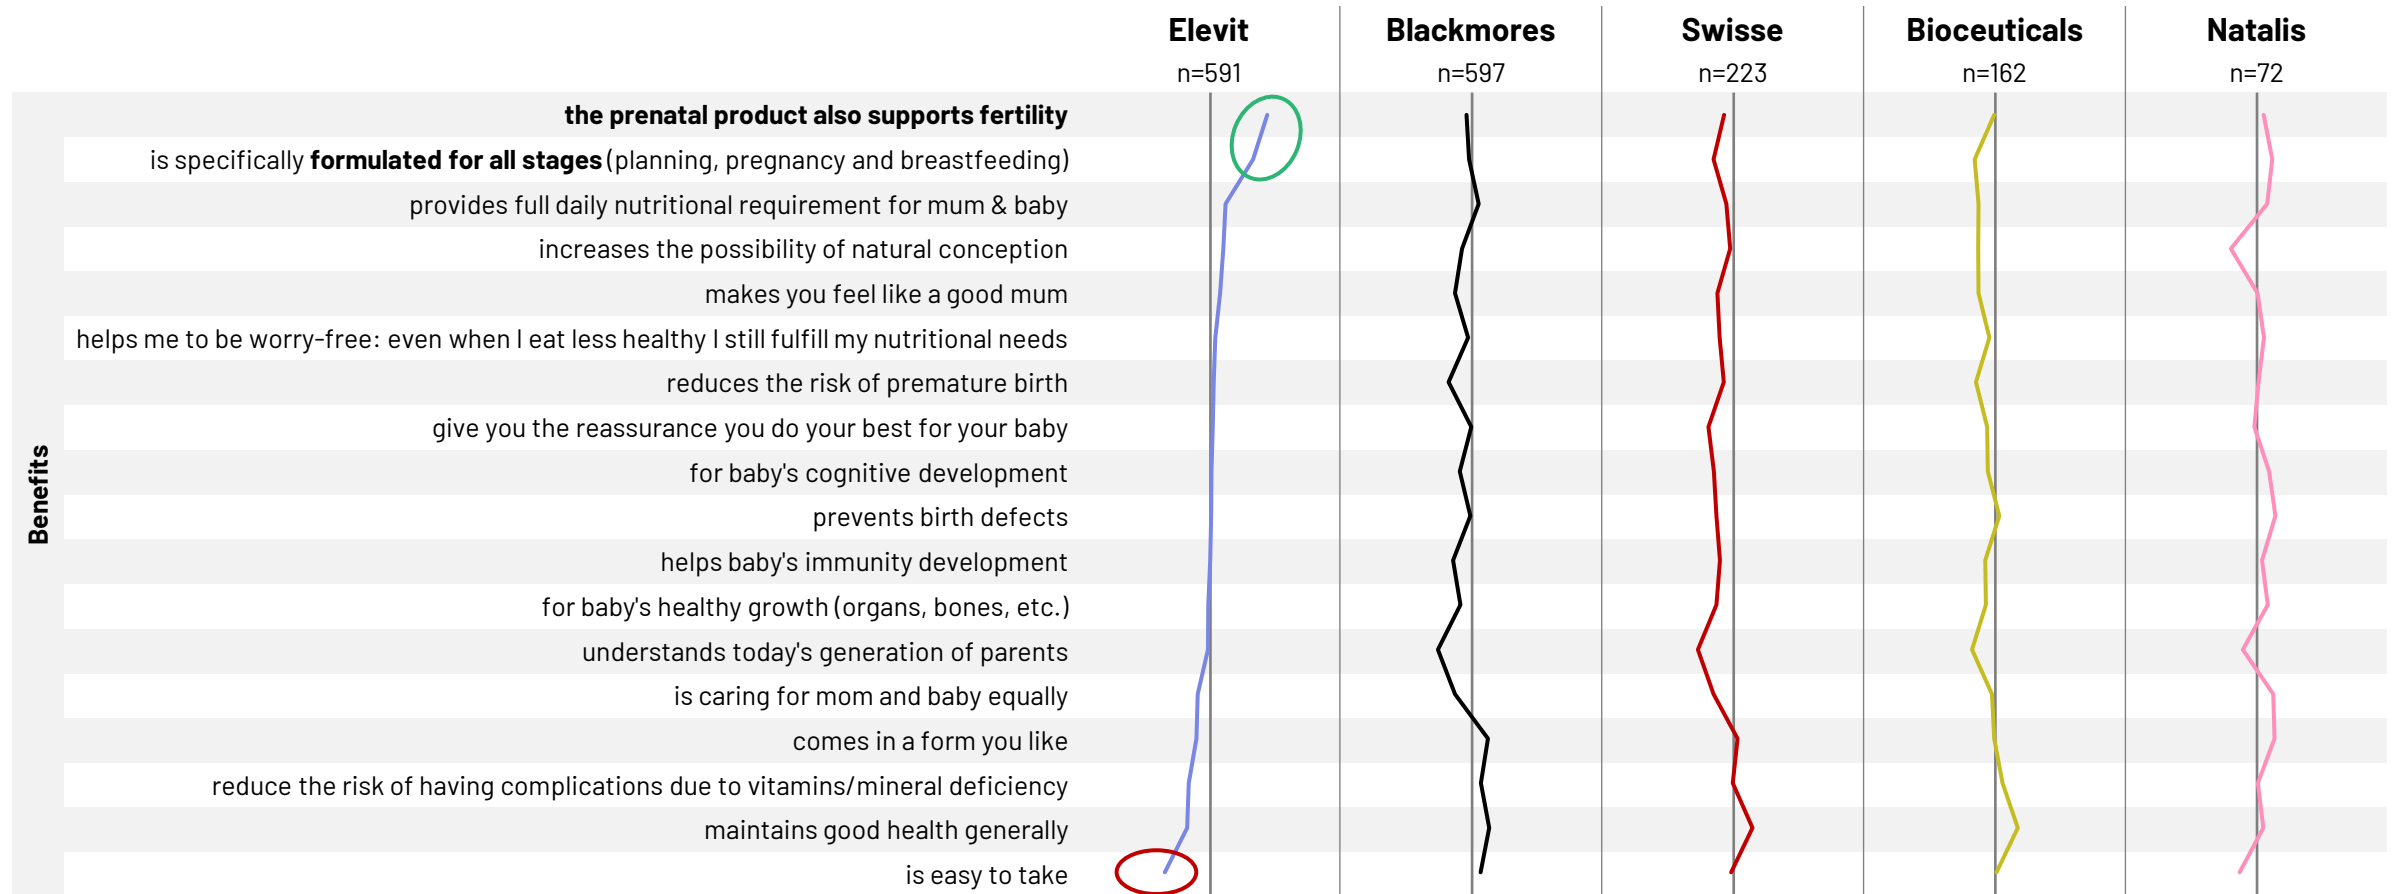 Elevit Blackmores Swisse Bioceuticals Natalis
n=591 n=597 n=223 n=162 n=72
Benefits
the prenatal product also supports fertility
is specifically formulated for all stages (planning, pregnancy and breastfeeding)
provides full daily nutritional requirement for mum & baby
increases the possibility of natural conception
makes you feel like a good mum
helps me to be worry-free: even when I eat less healthy I still fulfill my nutritional needs
reduces the risk of premature birth
give you the reassurance you do your best for your baby
for baby's cognitive development
prevents birth defects
helps baby's immunity development
for baby's healthy growth (organs, bones, etc.)
understands today's generation of parents
is caring for mom and baby equally
comes in a form you like
reduce the risk of having complications due to vitamins/mineral deficiency
maintains good health generally
is easy to take